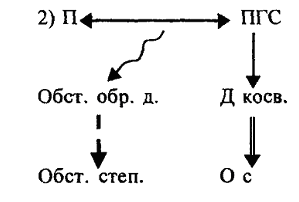 2) П ПГС
Обст. обр. д. Д косв.
Обст. степ. О с